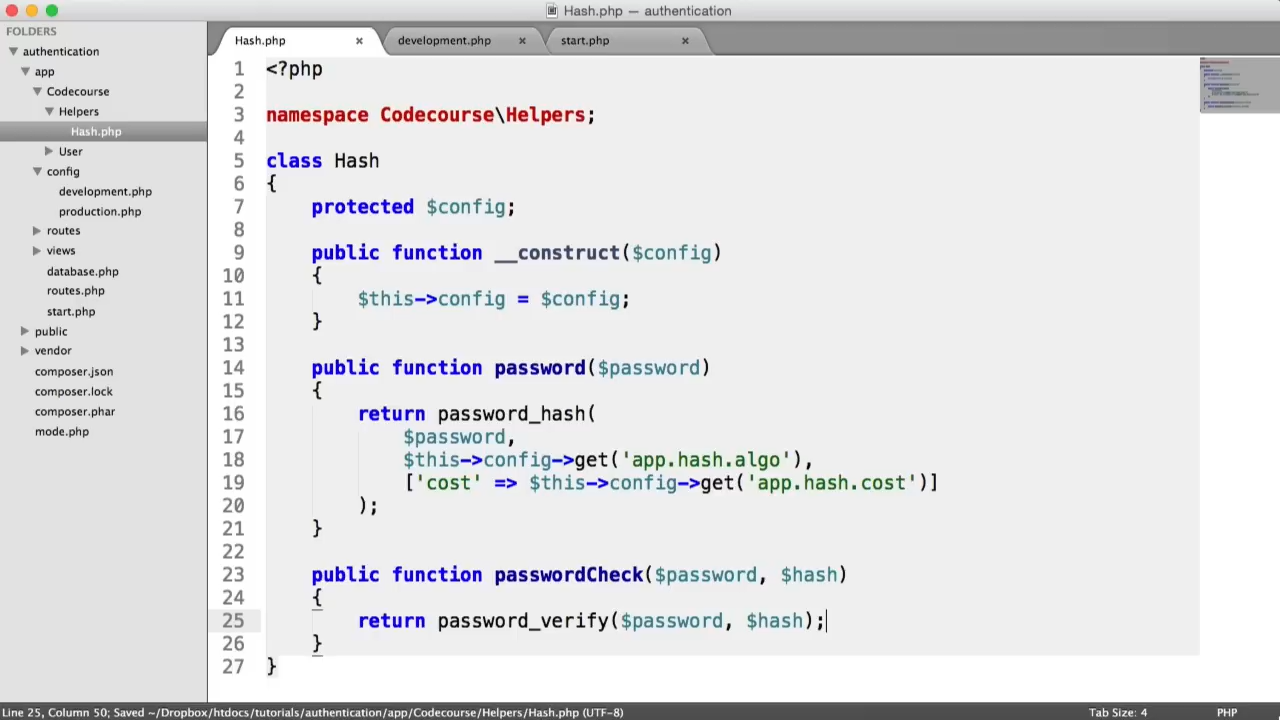 Hash.php — authentication
FOLDERS
authentication
app
Codecourse
Helpers
Hash.php
User
config
development.php
production.php
routes
views
database.php
routes.php
start.php
public
vendor
composer.json
composer.lock
composer.phar
mode.php
Hash.php × development.php × start.php ×
1 <?php
2
3 namespace Codecourse\Helpers;
4
5 class Hash
6 {
7     protected $config;
8
9     public function __construct($config)
10     {
11         $this->config = $config;
12     }
13
14     public function password($password)
15     {
16         return password_hash(
17             $password,
18             $this->config->get('app.hash.algo'),
19             ['cost' => $this->config->get('app.hash.cost')]
20         );
21     }
22
23     public function passwordCheck($password, $hash)
24     {
25         return password_verify($password, $hash);
26     }
27 }
Line 25, Column 50; Saved ~/Dropbox/htdocs/tutorials/authentication/app/Codecourse/Helpers/Hash.php (UTF-8) Tab Size: 4 PHP